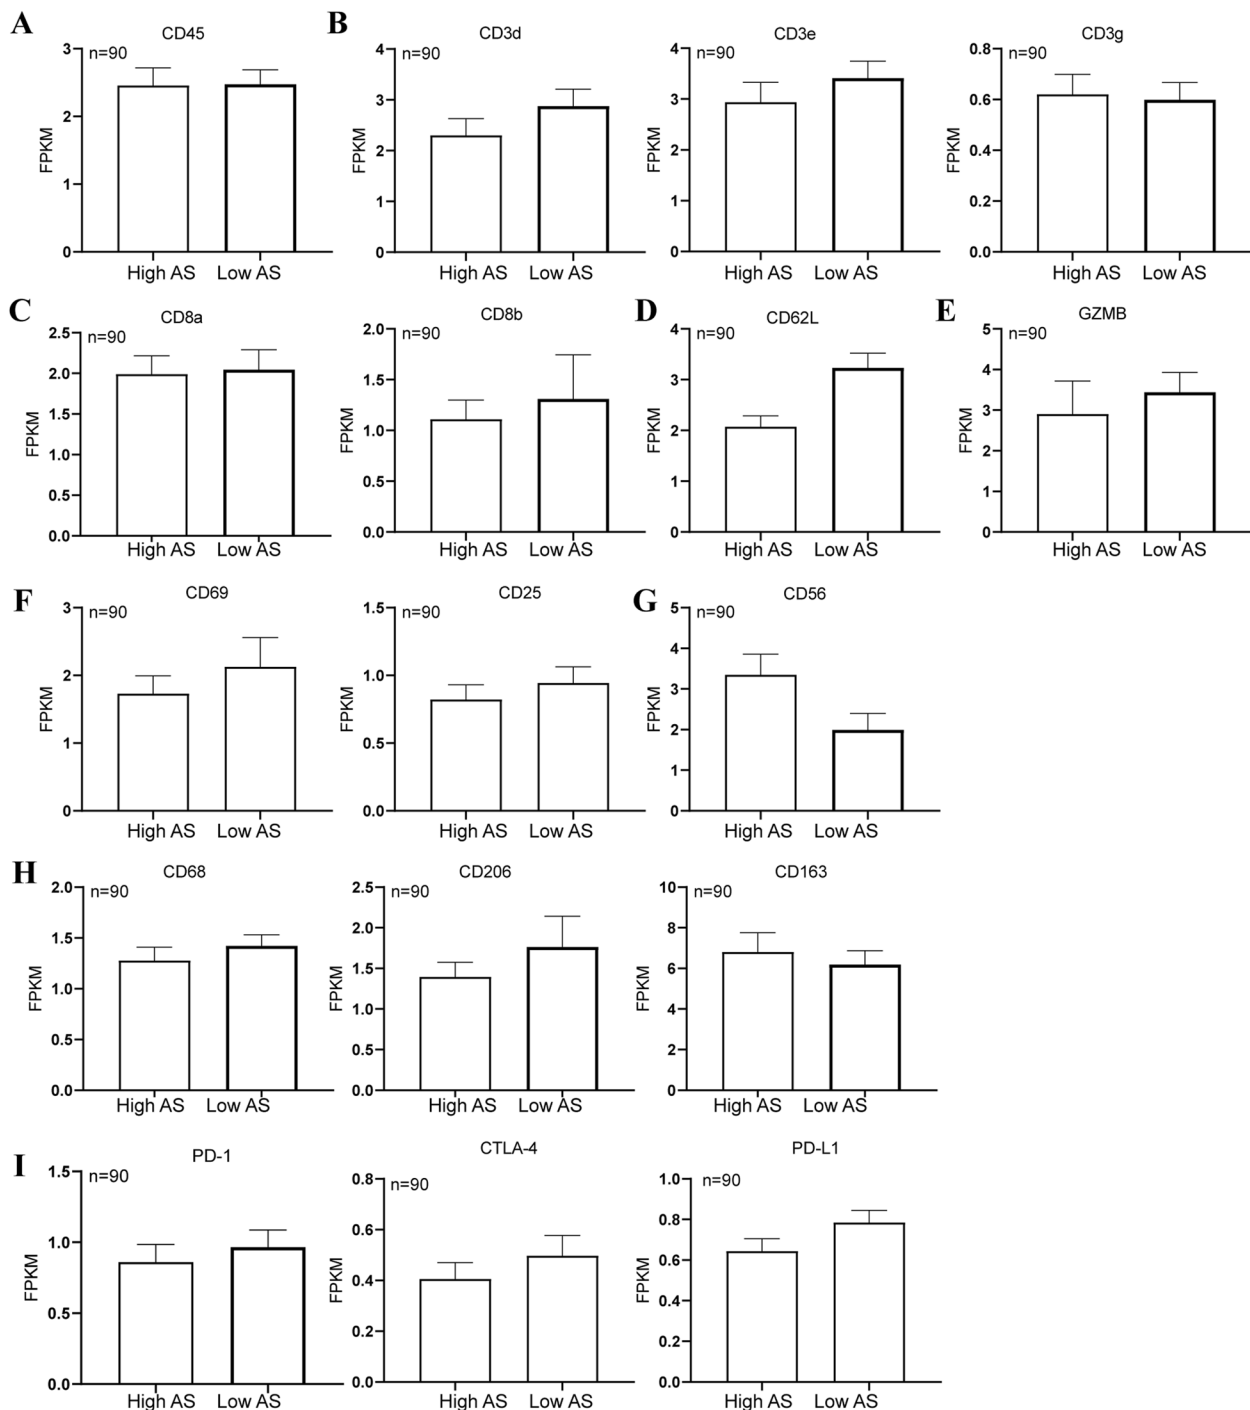 A
CD45
n=90
FPKM
3
2
1
0
High AS
Low AS
B
CD3d
n=90
FPKM
4
3
2
1
0
High AS
Low AS
CD3e
n=90
FPKM
4
3
2
1
0
High AS
Low AS
CD3g
n=90
FPKM
0.8
0.6
0.4
0.2
0.0
High AS
Low AS
C
CD8a
n=90
FPKM
2.5
2.0
1.5
1.0
0.5
0.0
High AS
Low AS
CD8b
n=90
FPKM
2.0
1.5
1.0
0.5
0.0
High AS
Low AS
D
CD62L
n=90
FPKM
4
3
2
1
0
High AS
Low AS
E
GZMB
n=90
FPKM
5
4
3
2
1
0
High AS
Low AS
F
CD69
n=90
FPKM
3
2
1
0
High AS
Low AS
CD25
n=90
FPKM
1.5
1.0
0.5
0.0
High AS
Low AS
G
CD56
n=90
FPKM
5
4
3
2
1
0
High AS
Low AS
H
CD68
n=90
FPKM
2.0
1.5
1.0
0.5
0.0
High AS
Low AS
CD206
n=90
FPKM
2.5
2.0
1.5
1.0
0.5
0.0
High AS
Low AS
CD163
n=90
FPKM
10
8
6
4
2
0
High AS
Low AS
I
PD-1
n=90
FPKM
1.5
1.0
0.5
0.0
High AS
Low AS
CTLA-4
n=90
FPKM
0.8
0.6
0.4
0.2
0.0
High AS
Low AS
PD-L1
n=90
FPKM
1.0
0.8
0.6
0.4
0.2
0.0
High AS
Low AS